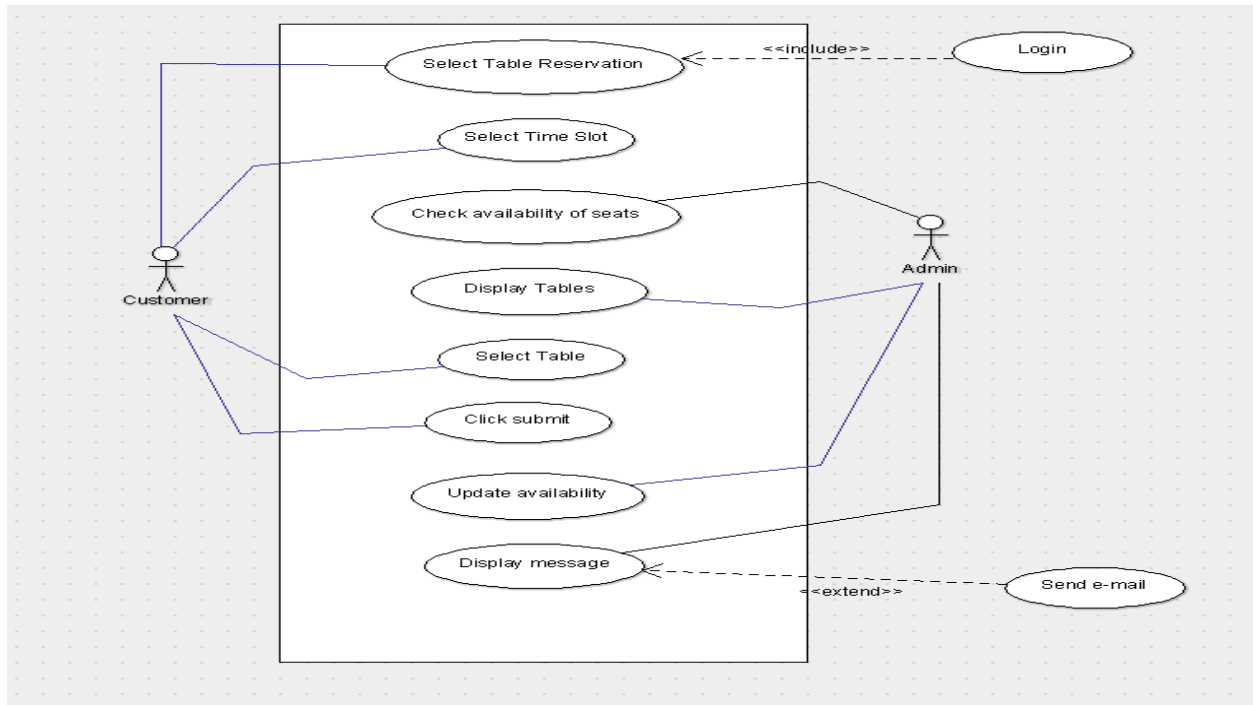 Select Table Reservation
<<include>>
Login
Select Time Slot
Check availability of seats
Admin
Customer
Display Tables
Select Table
Click submit
Update availability
Display message
<<extend>>
Send e-mail